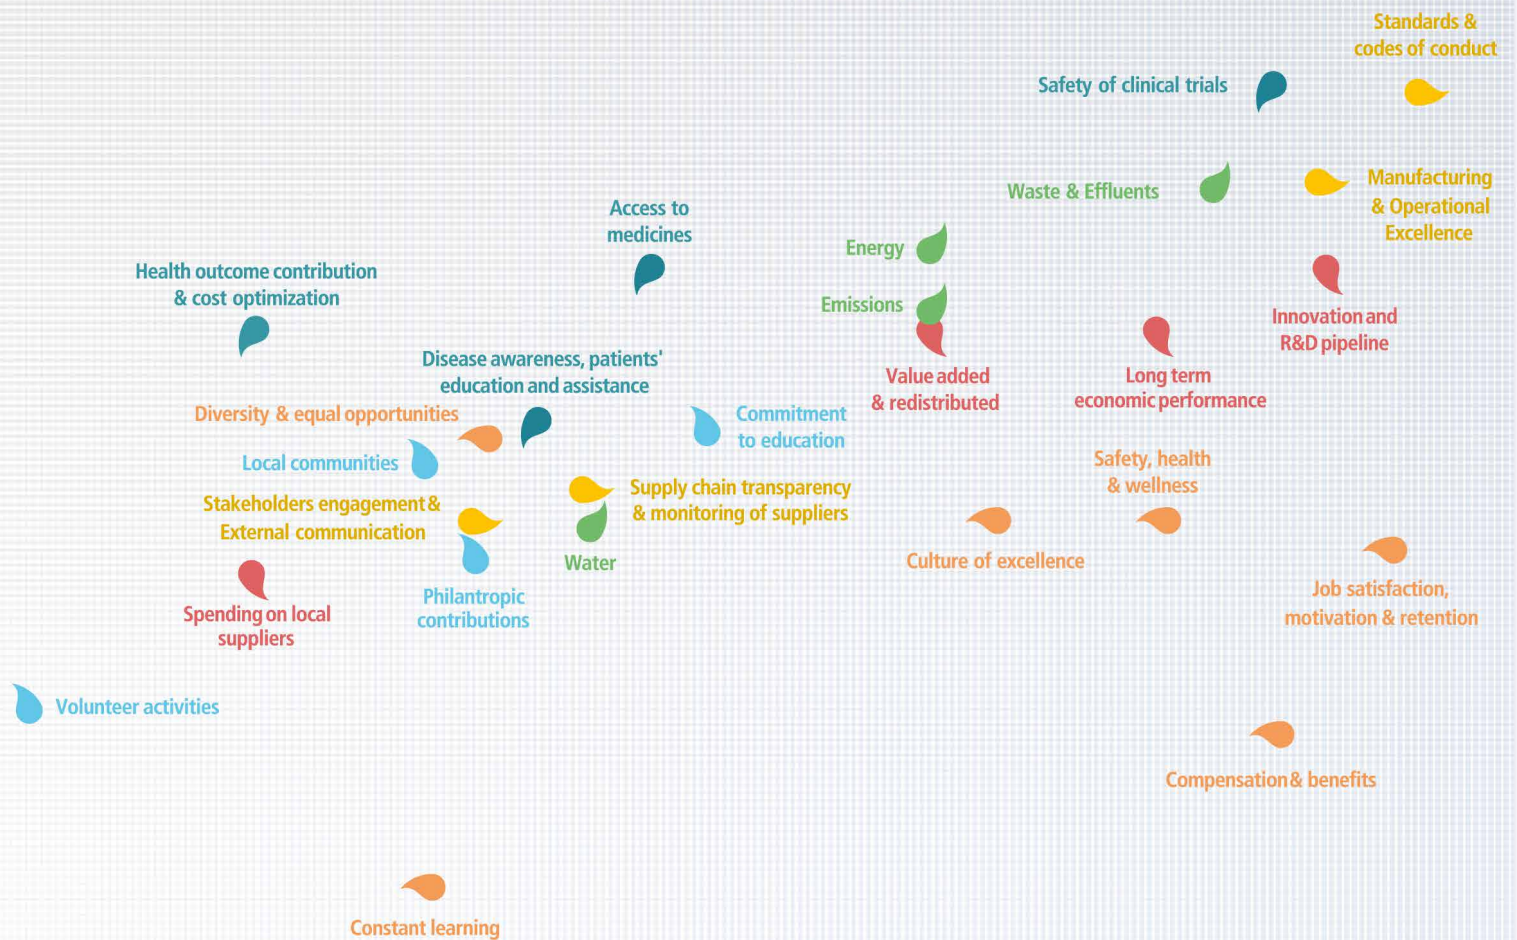 Standards &
codes of conduct
Safety of clinical trials
Waste & Effluents
Manufacturing
& Operational
Excellence
Access to
medicines
Energy
Health outcome contribution
& cost optimization
Emissions
Innovation and
R&D pipeline
Disease awareness, patients'
education and assistance
Value added
& redistributed
Long term
economic performance
Diversity & equal opportunities
Commitment
to education
Local communities
Safety, health
& wellness
Stakeholders engagement &
External communication
Supply chain transparency
& monitoring of suppliers
Water
Culture of excellence
Job satisfaction,
motivation & retention
Philantropic
contributions
Spending on local
suppliers
Volunteer activities
Compensation & benefits
Constant learning